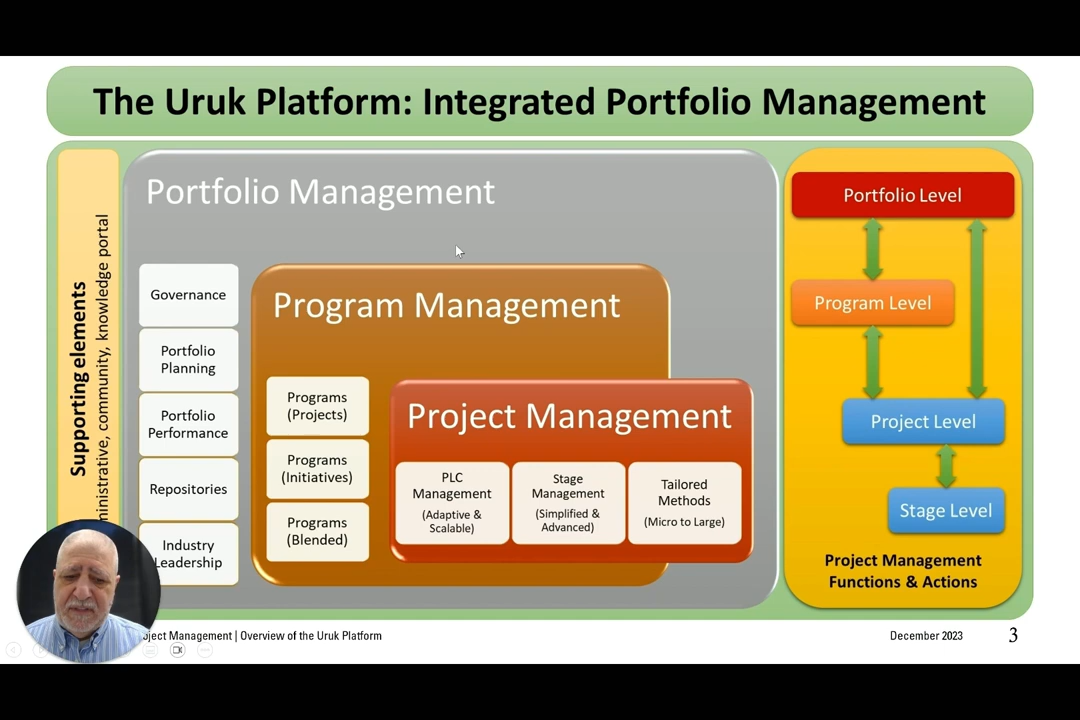 The Uruk Platform: Integrated Portfolio Management
Supporting elements
community, knowledge portal
Portfolio Management
Governance
Portfolio
Planning
Portfolio
Performance
Repositories
Industry
Leadership
Program Management
Programs
(Projects)
Programs
(Initiatives)
Programs
(Blended)
Project Management
PLC
Management
(Adaptive &
Scalable)
Stage
Management
(Simplified &
Advanced)
Tailored
Methods
(Micro to Large)
Portfolio Level
Program Level
Project Level
Stage Level
Project Management
Functions & Actions
Management | Overview of the Uruk Platform
December 2023
3